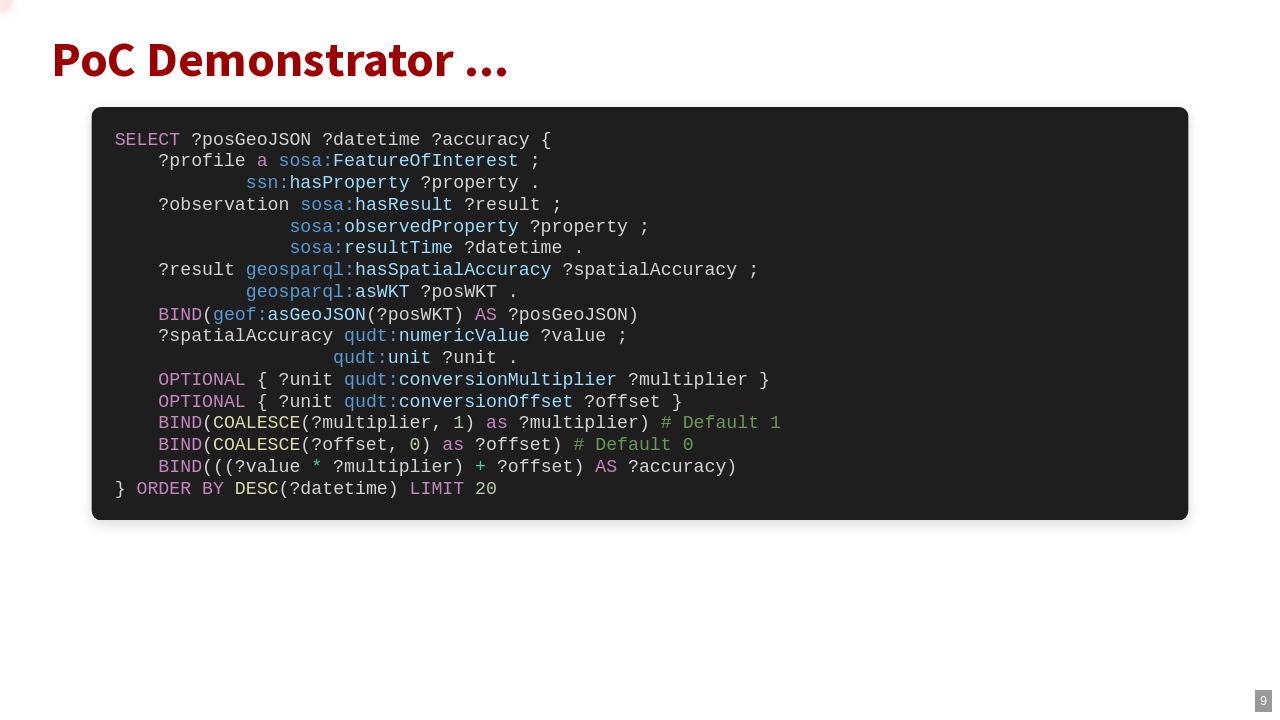 PoC Demonstrator ...
SELECT ?posGeoJSON ?datetime ?accuracy {
    ?profile a sosa:FeatureOfInterest ;
            ssn:hasProperty ?property .
    ?observation sosa:hasResult ?result ;
                sosa:observedProperty ?property ;
                sosa:resultTime ?datetime .
    ?result geosparql:hasSpatialAccuracy ?spatialAccuracy ;
            geosparql:asWKT ?posWKT .
    BIND(geof:asGeoJSON(?posWKT) AS ?posGeoJSON)
    ?spatialAccuracy qudt:numericValue ?value ;
                    qudt:unit ?unit .
    OPTIONAL { ?unit qudt:conversionMultiplier ?multiplier }
    OPTIONAL { ?unit qudt:conversionOffset ?offset }
    BIND(COALESCE(?multiplier, 1) as ?multiplier) # Default 1
    BIND(COALESCE(?offset, 0) as ?offset) # Default 0
    BIND(((?value * ?multiplier) + ?offset) AS ?accuracy)
} ORDER BY DESC(?datetime) LIMIT 20
9